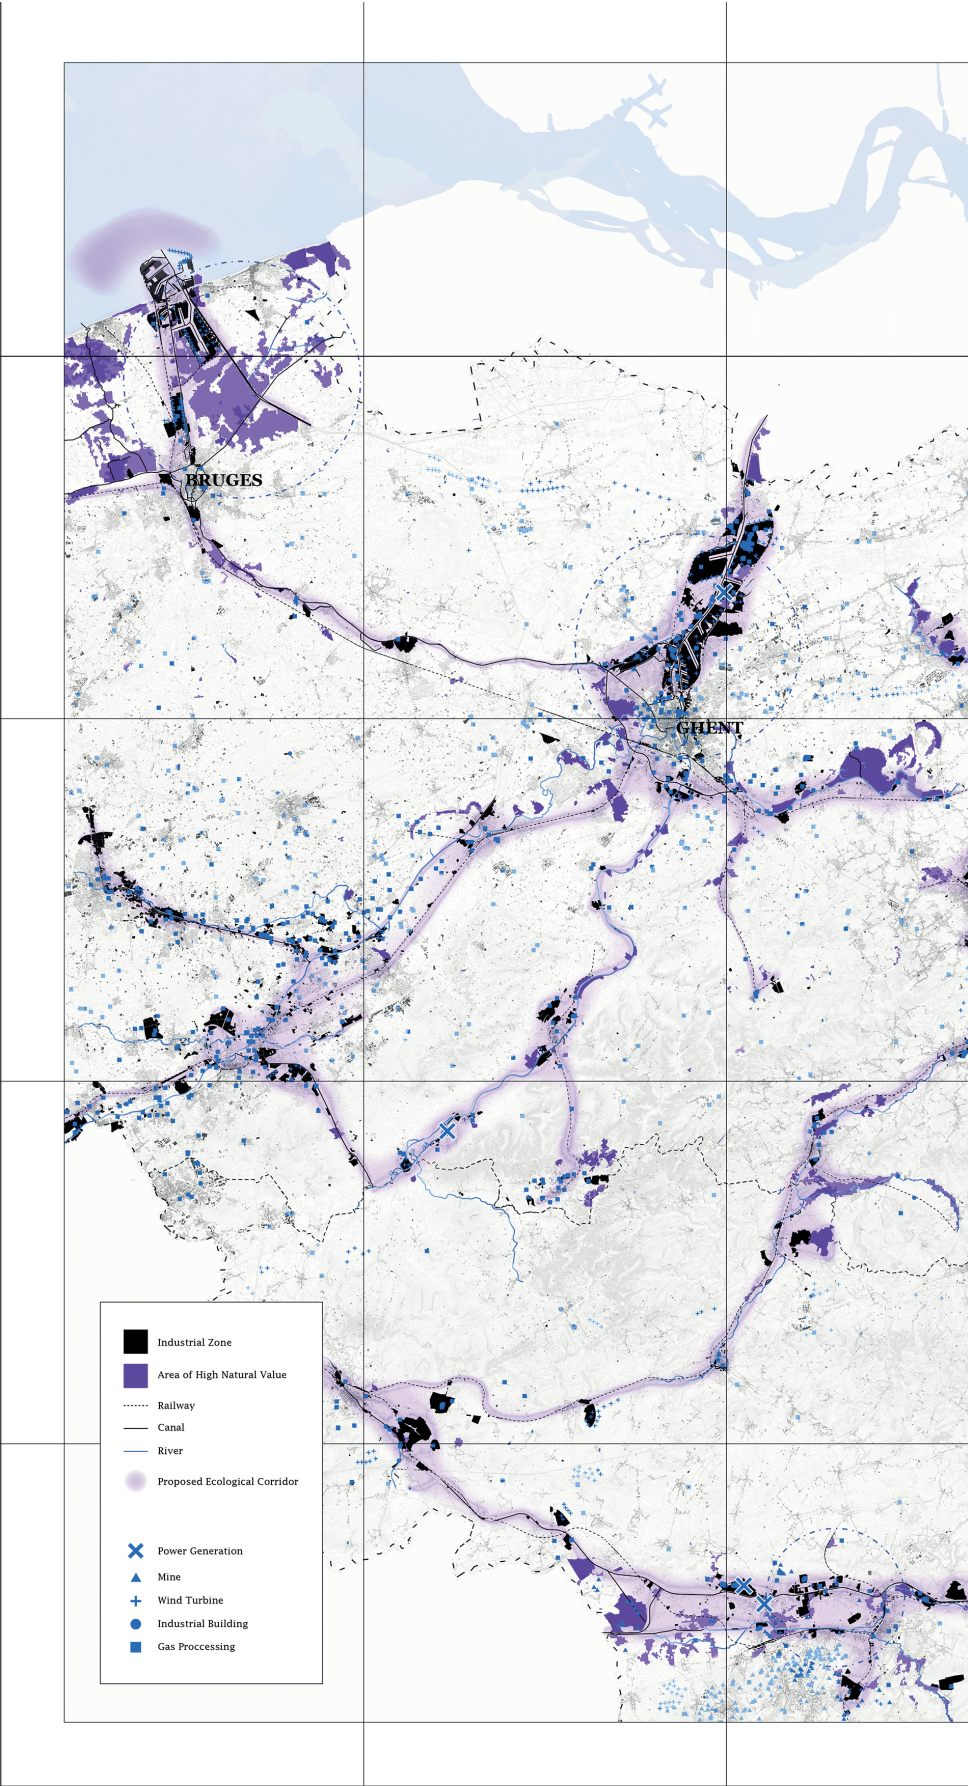 BRUGES
GHENT
Industrial Zone
Area of High Natural Value
Railway
Canal
River
Proposed Ecological Corridor
Power Generation
Mine
Wind Turbine
Industrial Building
Gas Proccessing